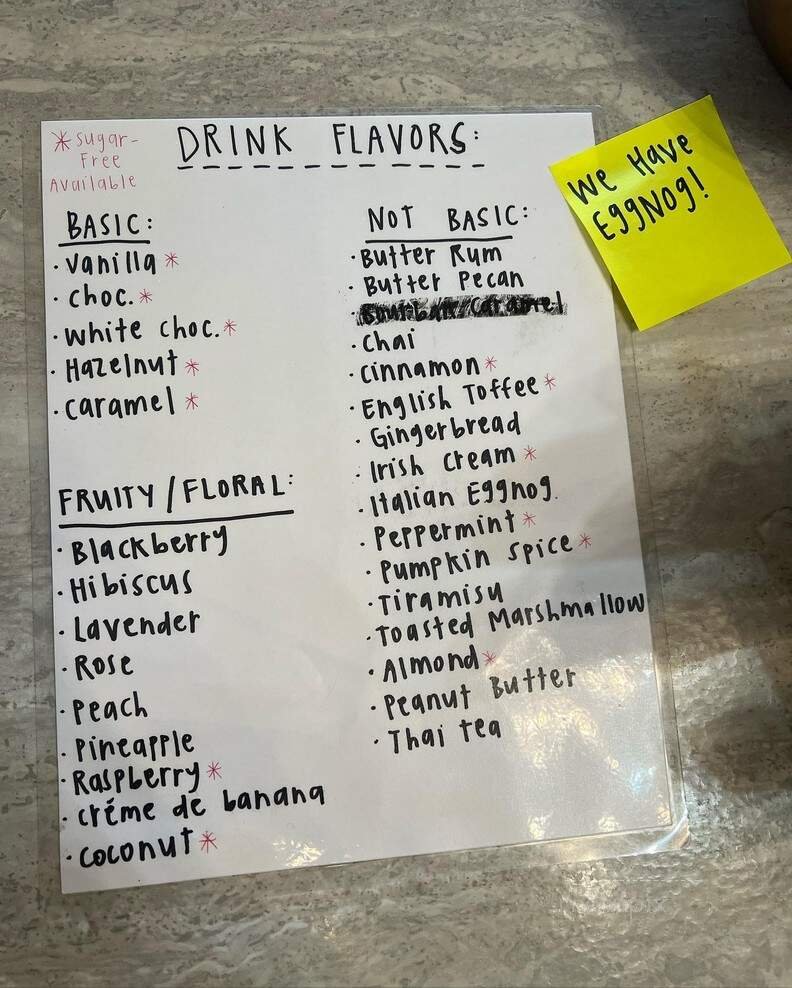 * Sugar-
Free
Available
DRINK FLAVORS:
BASIC:
· Vanilla *
· choc. *
· White choc. *
· Hazelnut *
· caramel *
FRUITY / FLORAL:
· Blackberry
· Hibiscus
· Lavender
· Rose
· Peach
· Pineapple
· Raspberry *
· créme de banana
· coconut *
NOT BASIC:
· Butter Rum
· Butter Pecan
· Bourbon Caramel
· Chai
· cinnamon *
· English Toffee *
· Gingerbread
· Irish cream *
· Italian Eggnog.
· Peppermint *
· Pumpkin Spice *
· Tiramisu
· Toasted Marshmallow
· Almond *
· Peanut Butter
· Thai tea
We Have
EggNog!